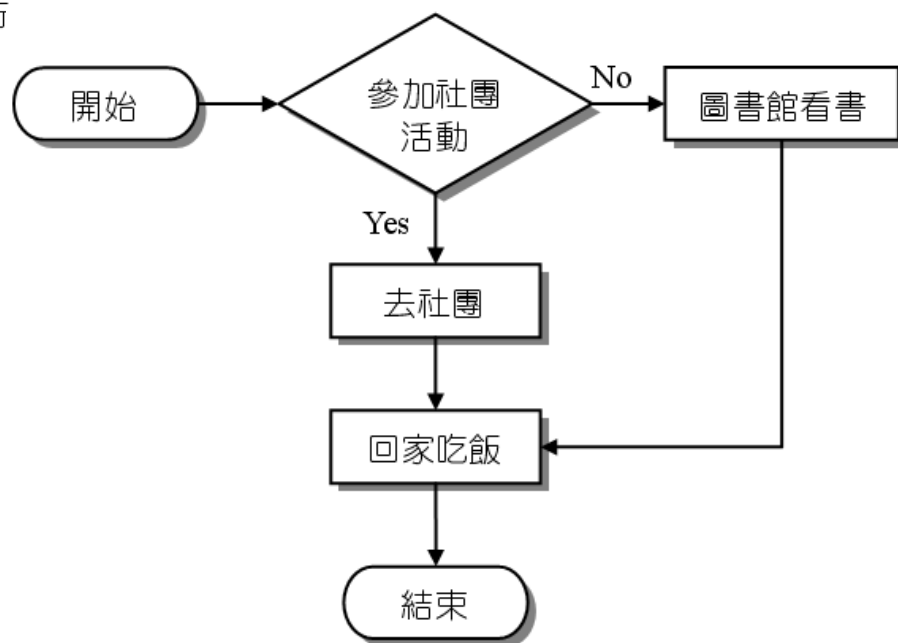 開始
參加社團
活動
No
圖書館看書
Yes
去社團
回家吃飯
結束